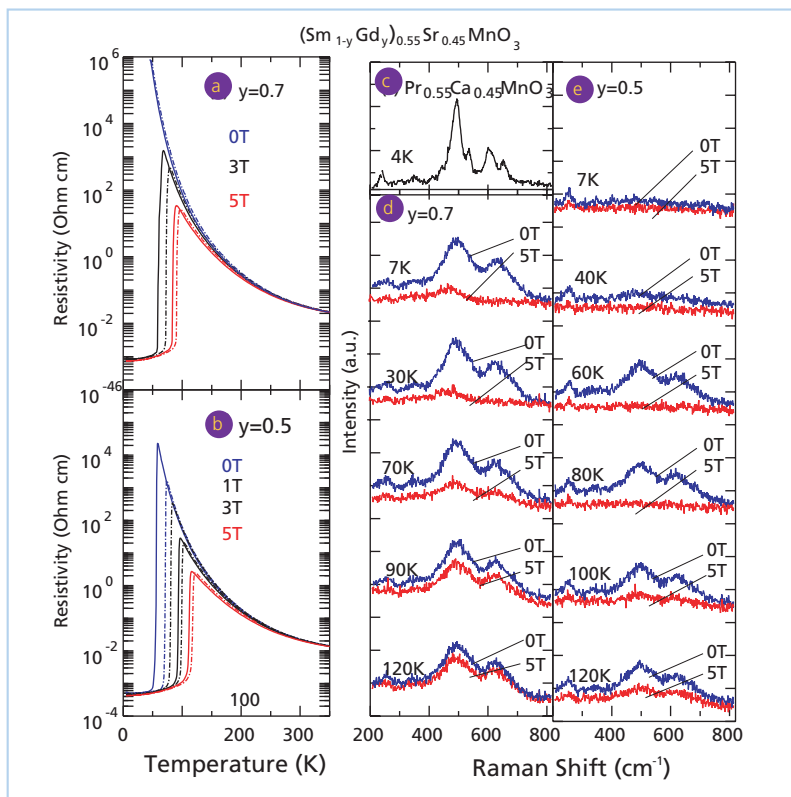 (Sm 1-y Gd y) 0.55 Sr 0.45 MnO 3
a y=0.7
0T
3T
5T
10 6
10 4
10 2
10 0
10 -2
Resistivity (Ohm cm)
10 -46
b y=0.5
0T
1T
3T
5T
10 4
10 2
10 0
10 -2
10 -4
Resistivity (Ohm cm)
100
0 100 200 300
Temperature (K)
c ) Pr 0.55 Ca 0.45 MnO 3
4K
d y=0.7
0T
5T
7K
0T
5T
30K
0T
5T
70K
0T
5T
90K
0T
5T
120K
Intensity (a.u.)
200 400 600 800
e y=0.5
0T
5T
7K
0T
5T
40K
0T
5T
60K
0T
5T
80K
0T
5T
100K
0T
5T
120K
200 400 600 800
Raman Shift (cm -1)